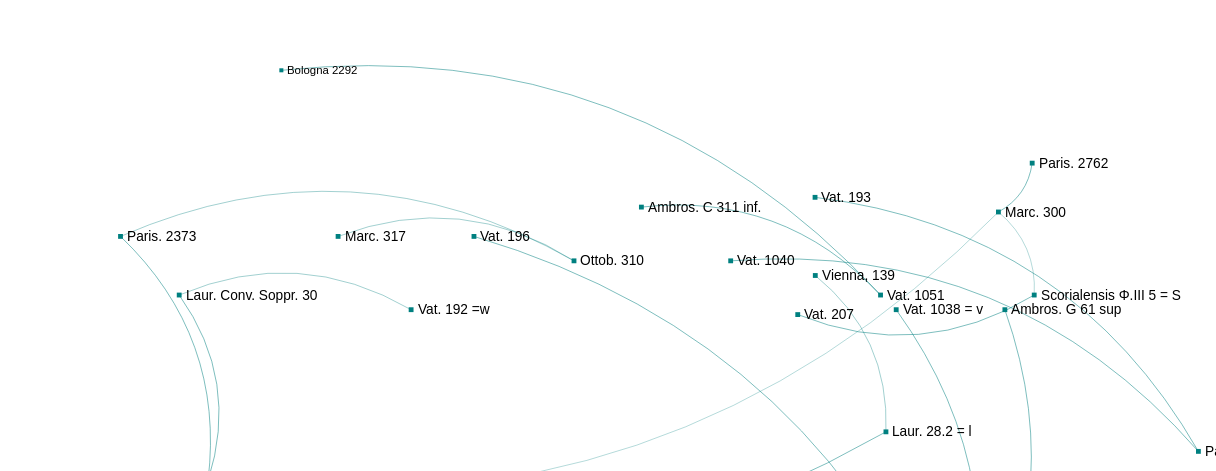 Bologna 2292
Paris. 2762
Vat. 193
Ambros. C 311 inf.
Marc. 300
Paris. 2373
Marc. 317
Vat. 196
Ottob. 310
Vat. 1040
Vienna, 139
Laur. Conv. Soppr. 30
Vat. 1051
Scorialensis Φ.III 5 = S
Vat. 192 =w
Vat. 207
Vat. 1038 = v
Ambros. G 61 sup
Laur. 28.2 = l